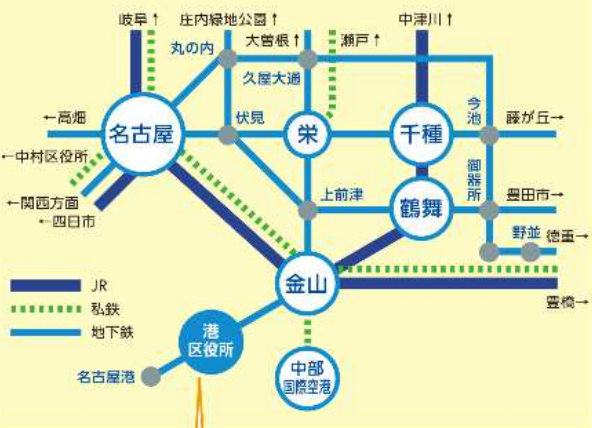 岐阜↑
庄内緑地公園↑
中津川↑
大曽根↑
瀬戸↑
丸の内
久屋大通
←高畑
名古屋
伏見
栄
千種
今池
藤が丘→
←中村区役所
御器所
←関西方面
←四日市
上前津
鶴舞
豊田市→
野並
徳重→
JR
私鉄
地下鉄
金山
豊橋→
港
区役所
名古屋港
中部
国際空港